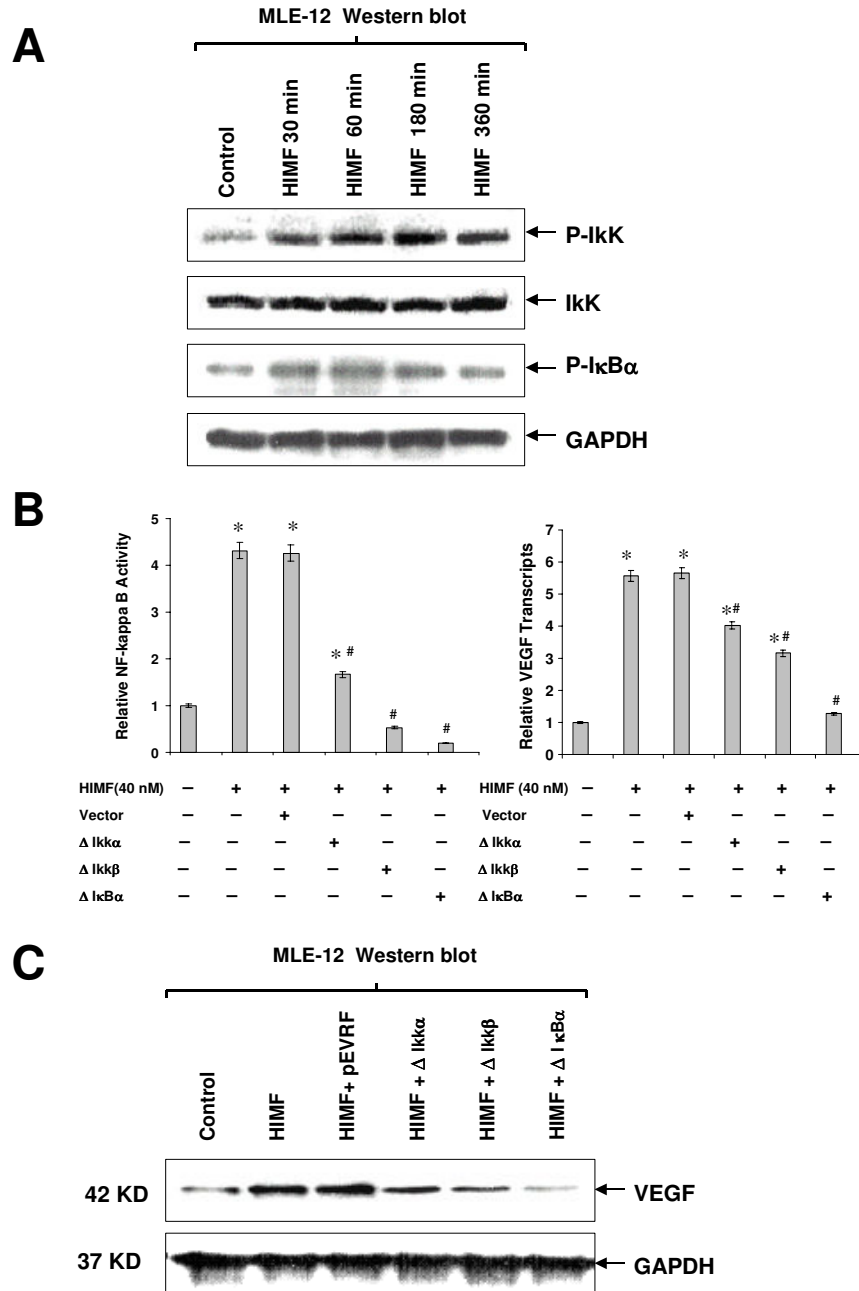 A
MLE-12 Western blot
Control
HIMF 30 min
HIMF 60 min
HIMF 180 min
HIMF 360 min
P-IkK
IkK
P-IκBα
GAPDH
B
Relative NF-kappa B Activity
5
4
3
2
1
0
* * * # # #
HIMF(40 nM) – + + + + +
Vector – – + – – –
Δ Ikkα – – – + – –
Δ Ikkβ – – – – + –
Δ IκBα – – – – – +
Relative VEGF Transcripts
7
6
5
4
3
2
1
0
* * *# *# #
HIMF (40 nM) – + + + + +
Vector – – + – – –
Δ Ikkα – – – + – –
Δ Ikkβ – – – – + –
Δ IκBα – – – – – +
C
MLE-12 Western blot
Control
HIMF
HIMF+ pEVRF
HIMF + Δ Ikkα
HIMF + Δ Ikkβ
HIMF + Δ I κBα
42 KD
VEGF
37 KD
GAPDH